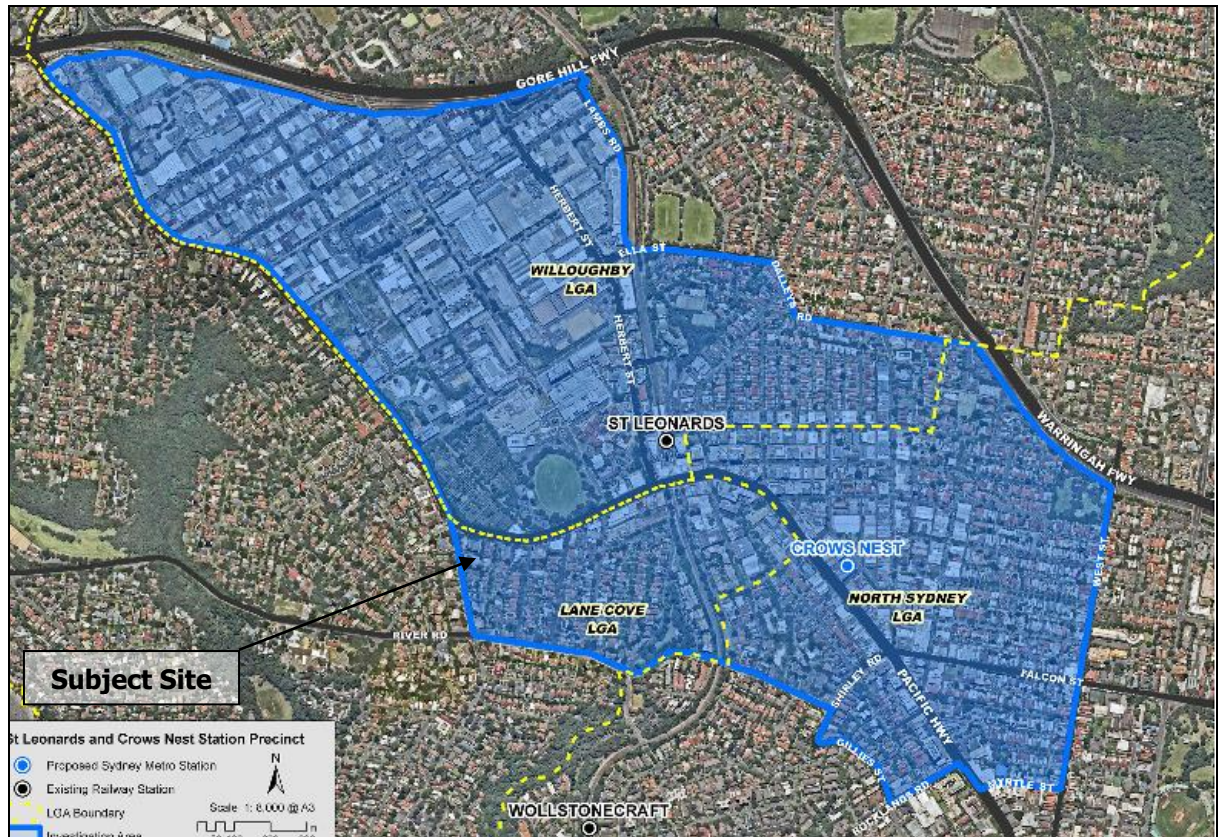 GORE HILL FWY
LAMBS RD
HERBERT ST
ELLA ST
WILLOUGHBY
LGA
DALLEYS RD
HERBERT ST
ST LEONARDS
WARRINGAH FWY
CROWS NEST
WEST ST
NORTH SYDNEY
LGA
LANE COVE
LGA
RIVER RD
Subject Site
SHIRLEY RD
PACIFIC HWY
FALCON ST
GILLIES ST
ROCKLANDS RD
MYRTLE ST
WOLLSTONECRAFT
St Leonards and Crows Nest Station Precinct
Proposed Sydney Metro Station
N
Existing Railway Station
LGA Boundary
Scale 1: 8,000 @ A3
Investigation Area